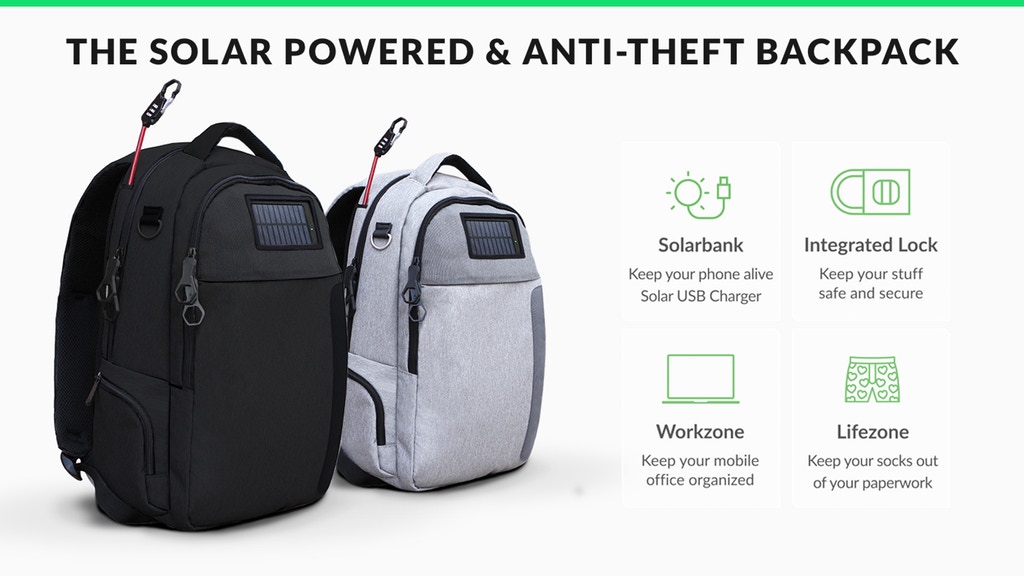 THE SOLAR POWERED & ANTI-THEFT BACKPACK
Solarbank
Keep your phone alive
Solar USB Charger
Integrated Lock
Keep your stuff
safe and secure
Workzone
Keep your mobile
office organized
Lifezone
Keep your socks out
of your paperwork